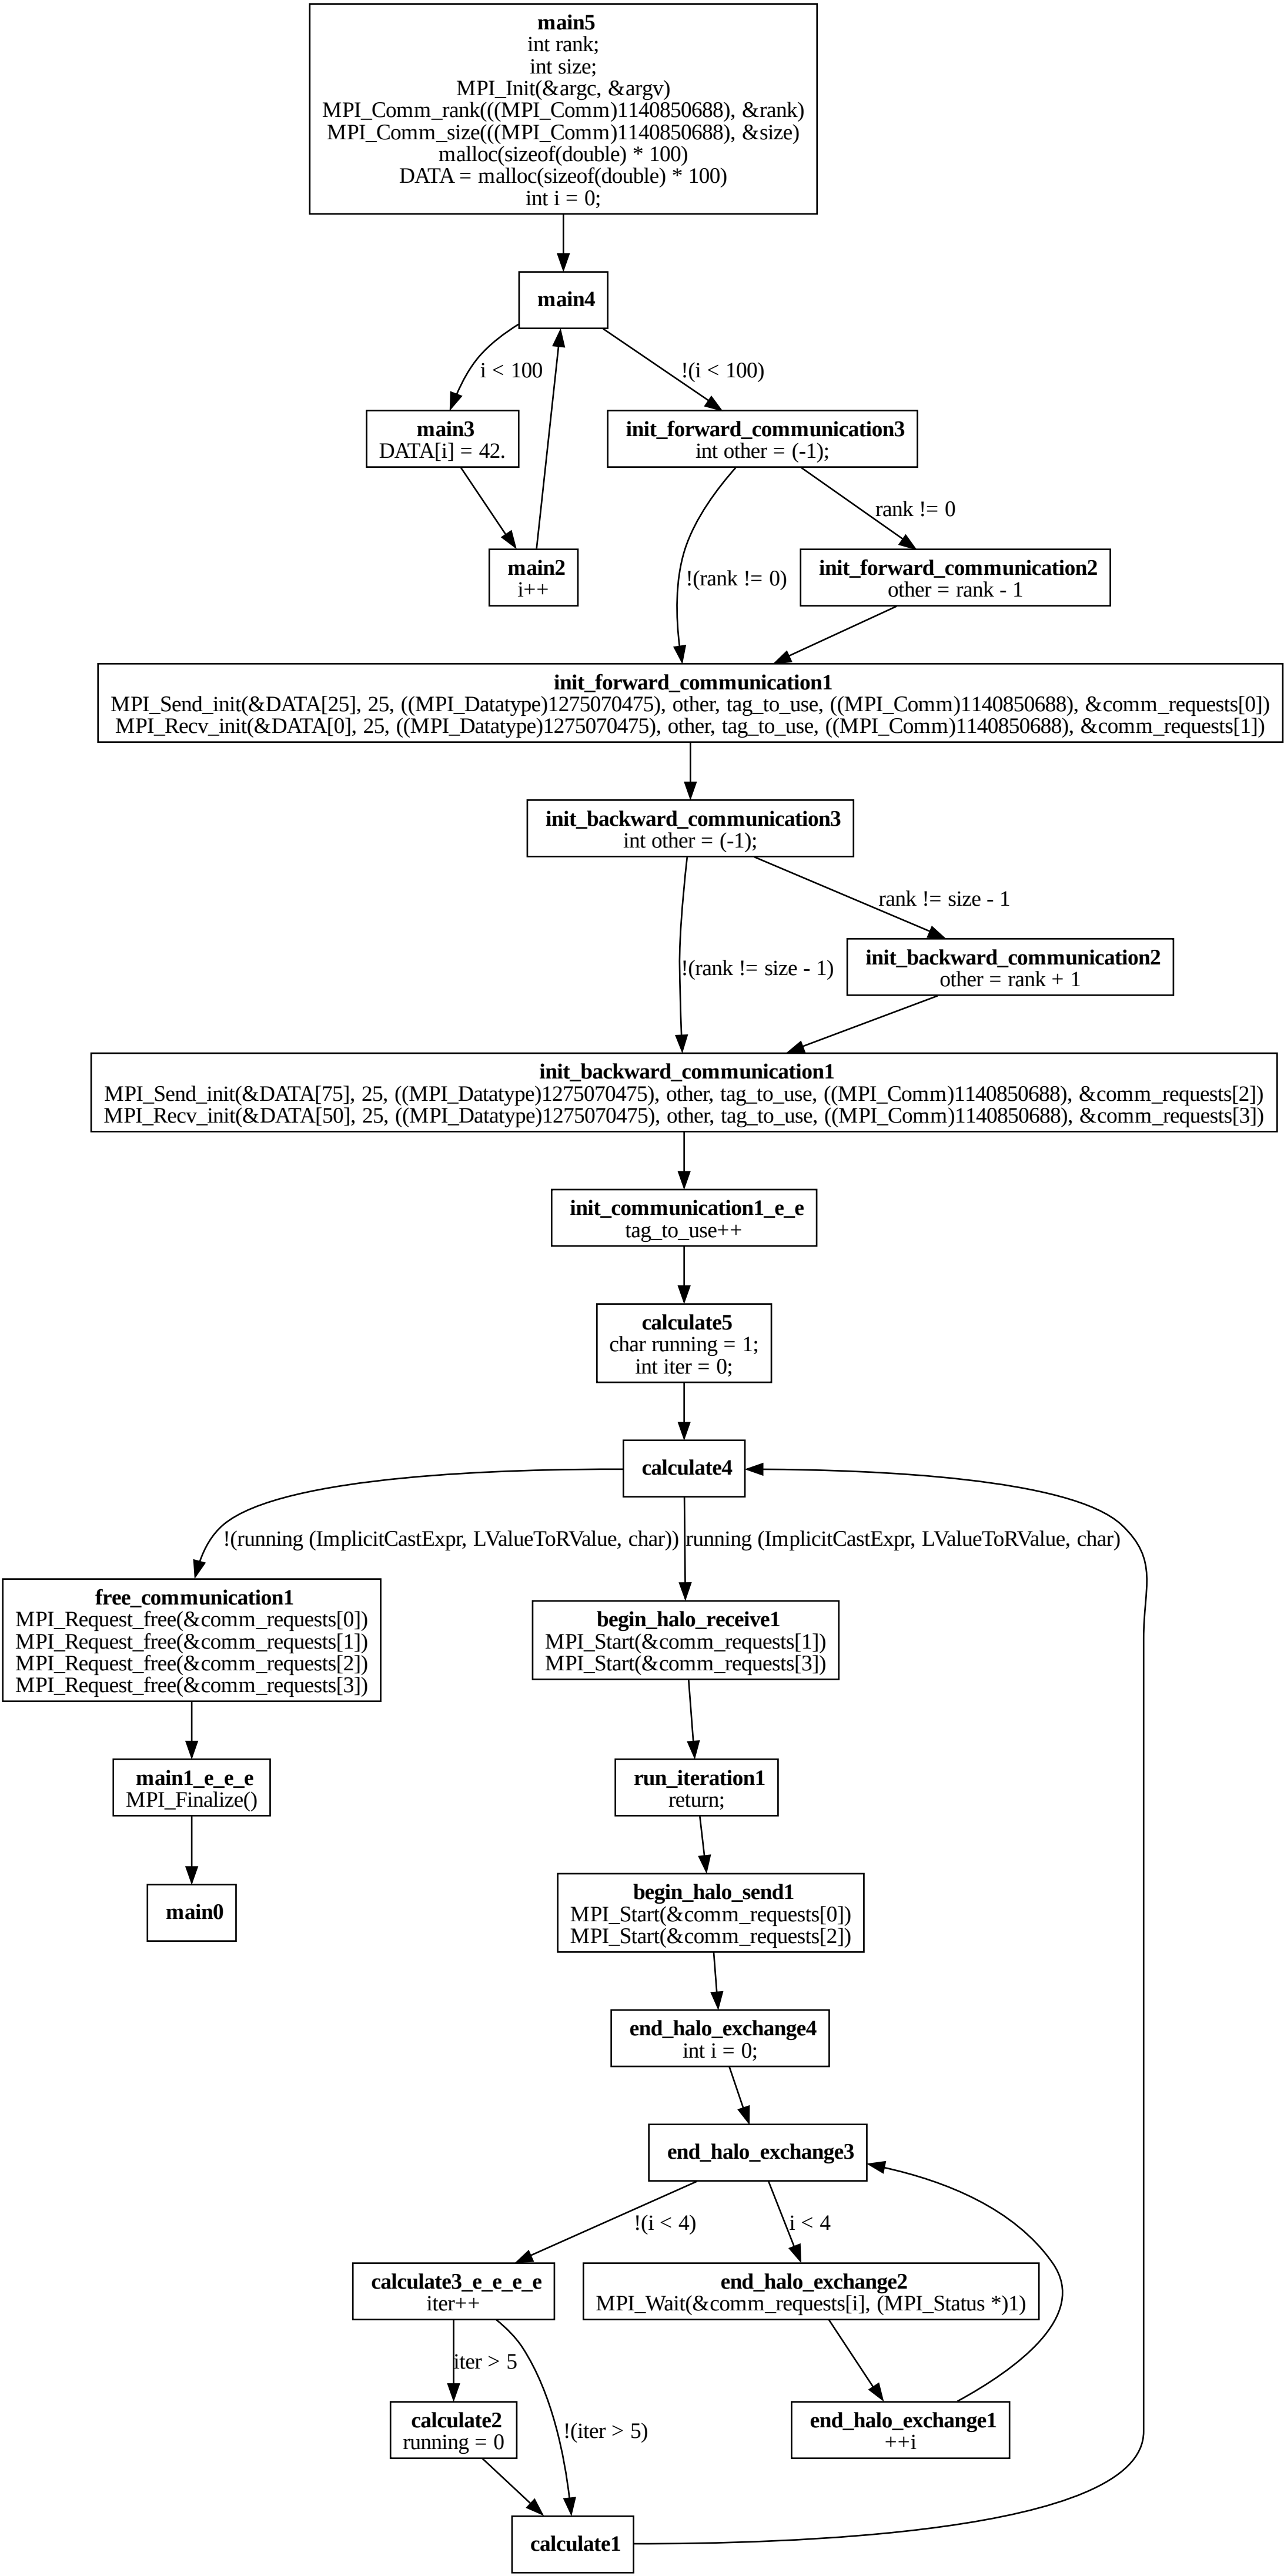 main5
int rank;
int size;
MPI_Init(&argc, &argv)
MPI_Comm_rank(((MPI_Comm)1140850688), &rank)
MPI_Comm_size(((MPI_Comm)1140850688), &size)
malloc(sizeof(double) * 100)
DATA = malloc(sizeof(double) * 100)
int i = 0;
main4
i < 100
!(i < 100)
main3
DATA[i] = 42.
init_forward_communication3
int other = (-1);
rank != 0
main2
i++
!(rank != 0)
init_forward_communication2
other = rank - 1
init_forward_communication1
MPI_Send_init(&DATA[25], 25, ((MPI_Datatype)1275070475), other, tag_to_use, ((MPI_Comm)1140850688), &comm_requests[0])
MPI_Recv_init(&DATA[0], 25, ((MPI_Datatype)1275070475), other, tag_to_use, ((MPI_Comm)1140850688), &comm_requests[1])
init_backward_communication3
int other = (-1);
rank != size - 1
!(rank != size - 1)
init_backward_communication2
other = rank + 1
init_backward_communication1
MPI_Send_init(&DATA[75], 25, ((MPI_Datatype)1275070475), other, tag_to_use, ((MPI_Comm)1140850688), &comm_requests[2])
MPI_Recv_init(&DATA[50], 25, ((MPI_Datatype)1275070475), other, tag_to_use, ((MPI_Comm)1140850688), &comm_requests[3])
init_communication1_e_e
tag_to_use++
calculate5
char running = 1;
int iter = 0;
calculate4
!(running (ImplicitCastExpr, LValueToRValue, char))
running (ImplicitCastExpr, LValueToRValue, char)
free_communication1
MPI_Request_free(&comm_requests[0])
MPI_Request_free(&comm_requests[1])
MPI_Request_free(&comm_requests[2])
MPI_Request_free(&comm_requests[3])
begin_halo_receive1
MPI_Start(&comm_requests[1])
MPI_Start(&comm_requests[3])
main1_e_e_e
MPI_Finalize()
run_iteration1
return;
main0
begin_halo_send1
MPI_Start(&comm_requests[0])
MPI_Start(&comm_requests[2])
end_halo_exchange4
int i = 0;
end_halo_exchange3
!(i < 4)
i < 4
calculate3_e_e_e_e
iter++
end_halo_exchange2
MPI_Wait(&comm_requests[i], (MPI_Status *)1)
iter > 5
calculate2
running = 0
!(iter > 5)
end_halo_exchange1
++i
calculate1